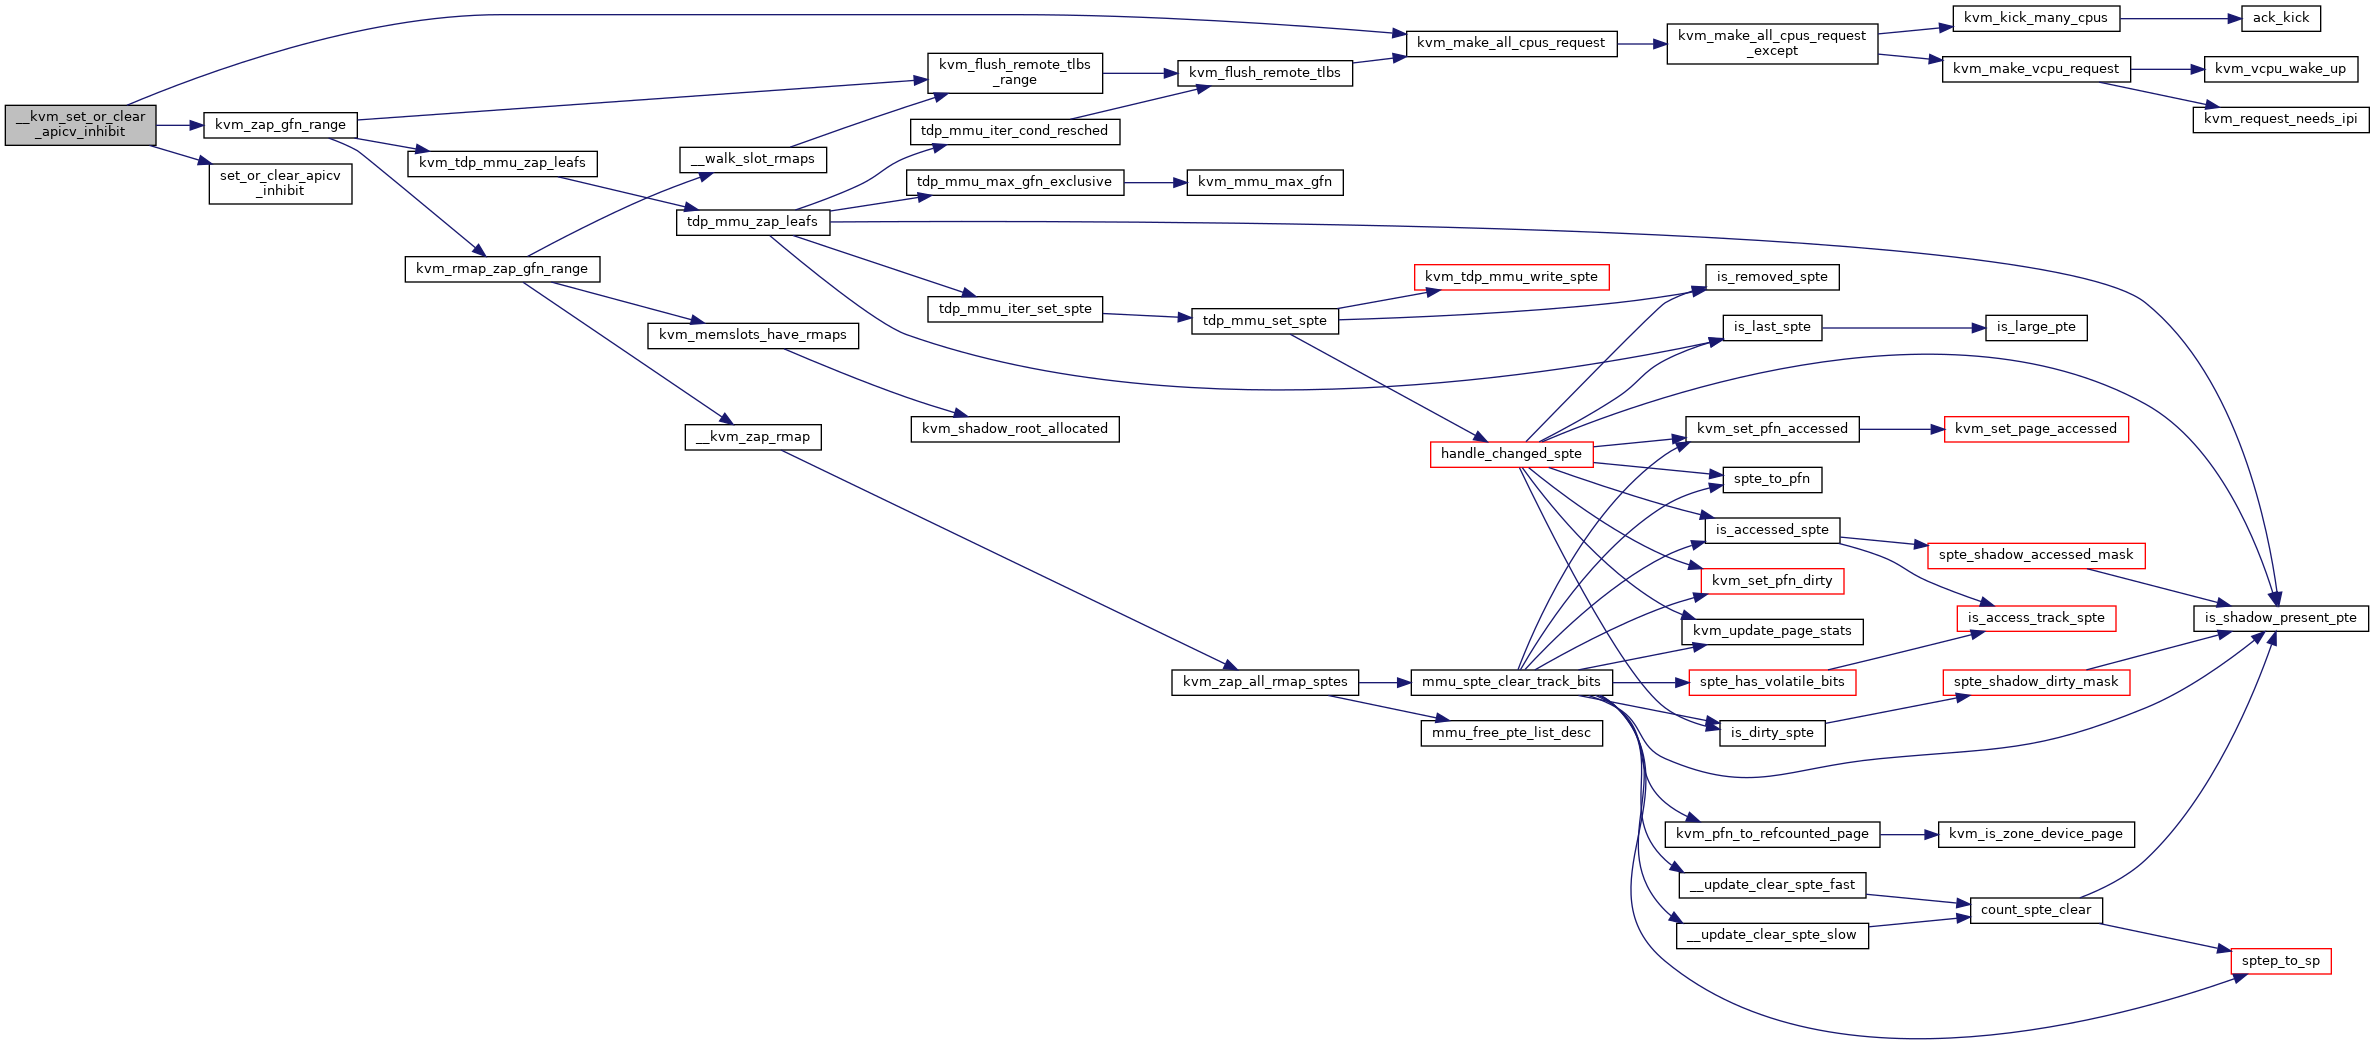 __kvm_set_or_clear
_apicv_inhibit
kvm_zap_gfn_range
set_or_clear_apicv
_inhibit
kvm_tdp_mmu_zap_leafs
kvm_rmap_zap_gfn_range
__walk_slot_rmaps
tdp_mmu_zap_leafs
kvm_memslots_have_rmaps
__kvm_zap_rmap
kvm_flush_remote_tlbs
_range
tdp_mmu_iter_cond_resched
tdp_mmu_max_gfn_exclusive
tdp_mmu_iter_set_spte
kvm_shadow_root_allocated
kvm_flush_remote_tlbs
kvm_mmu_max_gfn
tdp_mmu_set_spte
kvm_zap_all_rmap_sptes
kvm_make_all_cpus_request
kvm_tdp_mmu_write_spte
handle_changed_spte
mmu_spte_clear_track_bits
mmu_free_pte_list_desc
kvm_make_all_cpus_request
_except
is_removed_spte
is_last_spte
kvm_set_pfn_accessed
spte_to_pfn
is_accessed_spte
kvm_set_pfn_dirty
kvm_update_page_stats
spte_has_volatile_bits
is_dirty_spte
kvm_pfn_to_refcounted_page
__update_clear_spte_fast
__update_clear_spte_slow
kvm_kick_many_cpus
kvm_make_vcpu_request
is_large_pte
kvm_set_page_accessed
spte_shadow_accessed_mask
is_access_track_spte
spte_shadow_dirty_mask
kvm_is_zone_device_page
count_spte_clear
ack_kick
kvm_vcpu_wake_up
kvm_request_needs_ipi
is_shadow_present_pte
sptep_to_sp